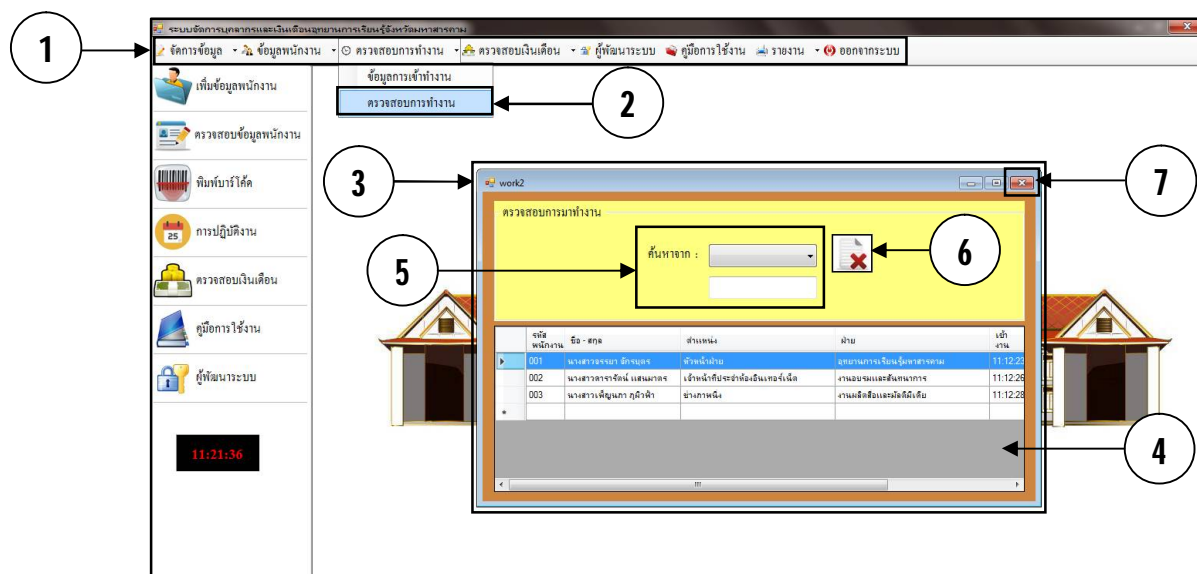 ระบบจัดการบุคลากรและเงินเดือนอุทยานการเรียนรู้จังหวัดมหาสารคาม
1
จัดการข้อมูล ข้อมูลพนักงาน ตรวจสอบการทำงาน ตรวจสอบเงินเดือน ผู้พัฒนาระบบ คู่มือการใช้งาน รายงาน ออกจากระบบ
ข้อมูลการเข้าทำงาน
ตรวจสอบการทำงาน
2
เพิ่มข้อมูลพนักงาน
ตรวจสอบข้อมูลพนักงาน
พิมพ์บาร์โค้ด
25
การปฏิบัติงาน
ตรวจสอบเงินเดือน
คู่มือการใช้งาน
ผู้พัฒนาระบบ
11:21:36
3
work2
7
ตรวจสอบการมาทำงาน
5
ค้นหาจาก :
6
รหัสพนักงาน ชื่อ - สกุล ตำแหน่ง ฝ่าย เข้างาน
001 นางสาวอรรยา จักรบุตร หัวหน้าฝ่าย อุทยานการเรียนรู้มหาสารคาม 11:12:23
002 นางสาวดารารัตน์ แสนมาตร เจ้าหน้าที่ประจำห้องอินเทอร์เน็ต งานอบรมและสันทนาการ 11:12:26
003 นางสาวเพ็ญนภา ภูมิวฟ้า ช่างภาพนิ่ง งานผลิตสื่อและมัลติมีเดีย 11:12:28
4